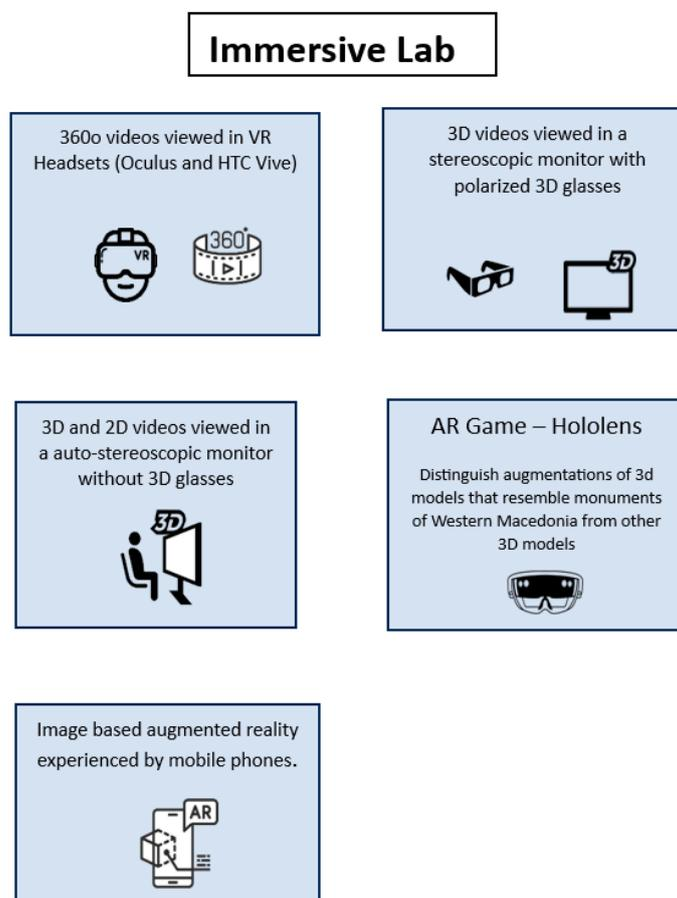 Immersive Lab
360o videos viewed in VR
Headsets (Oculus and HTC Vive)
VR
360°
3D videos viewed in a
stereoscopic monitor with
polarized 3D glasses
3D
3D and 2D videos viewed in
a auto-stereoscopic monitor
without 3D glasses
3D
AR Game – Hololens
Distinguish augmentations of 3d
models that resemble monuments
of Western Macedonia from other
3D models
Image based augmented reality
experienced by mobile phones.
AR